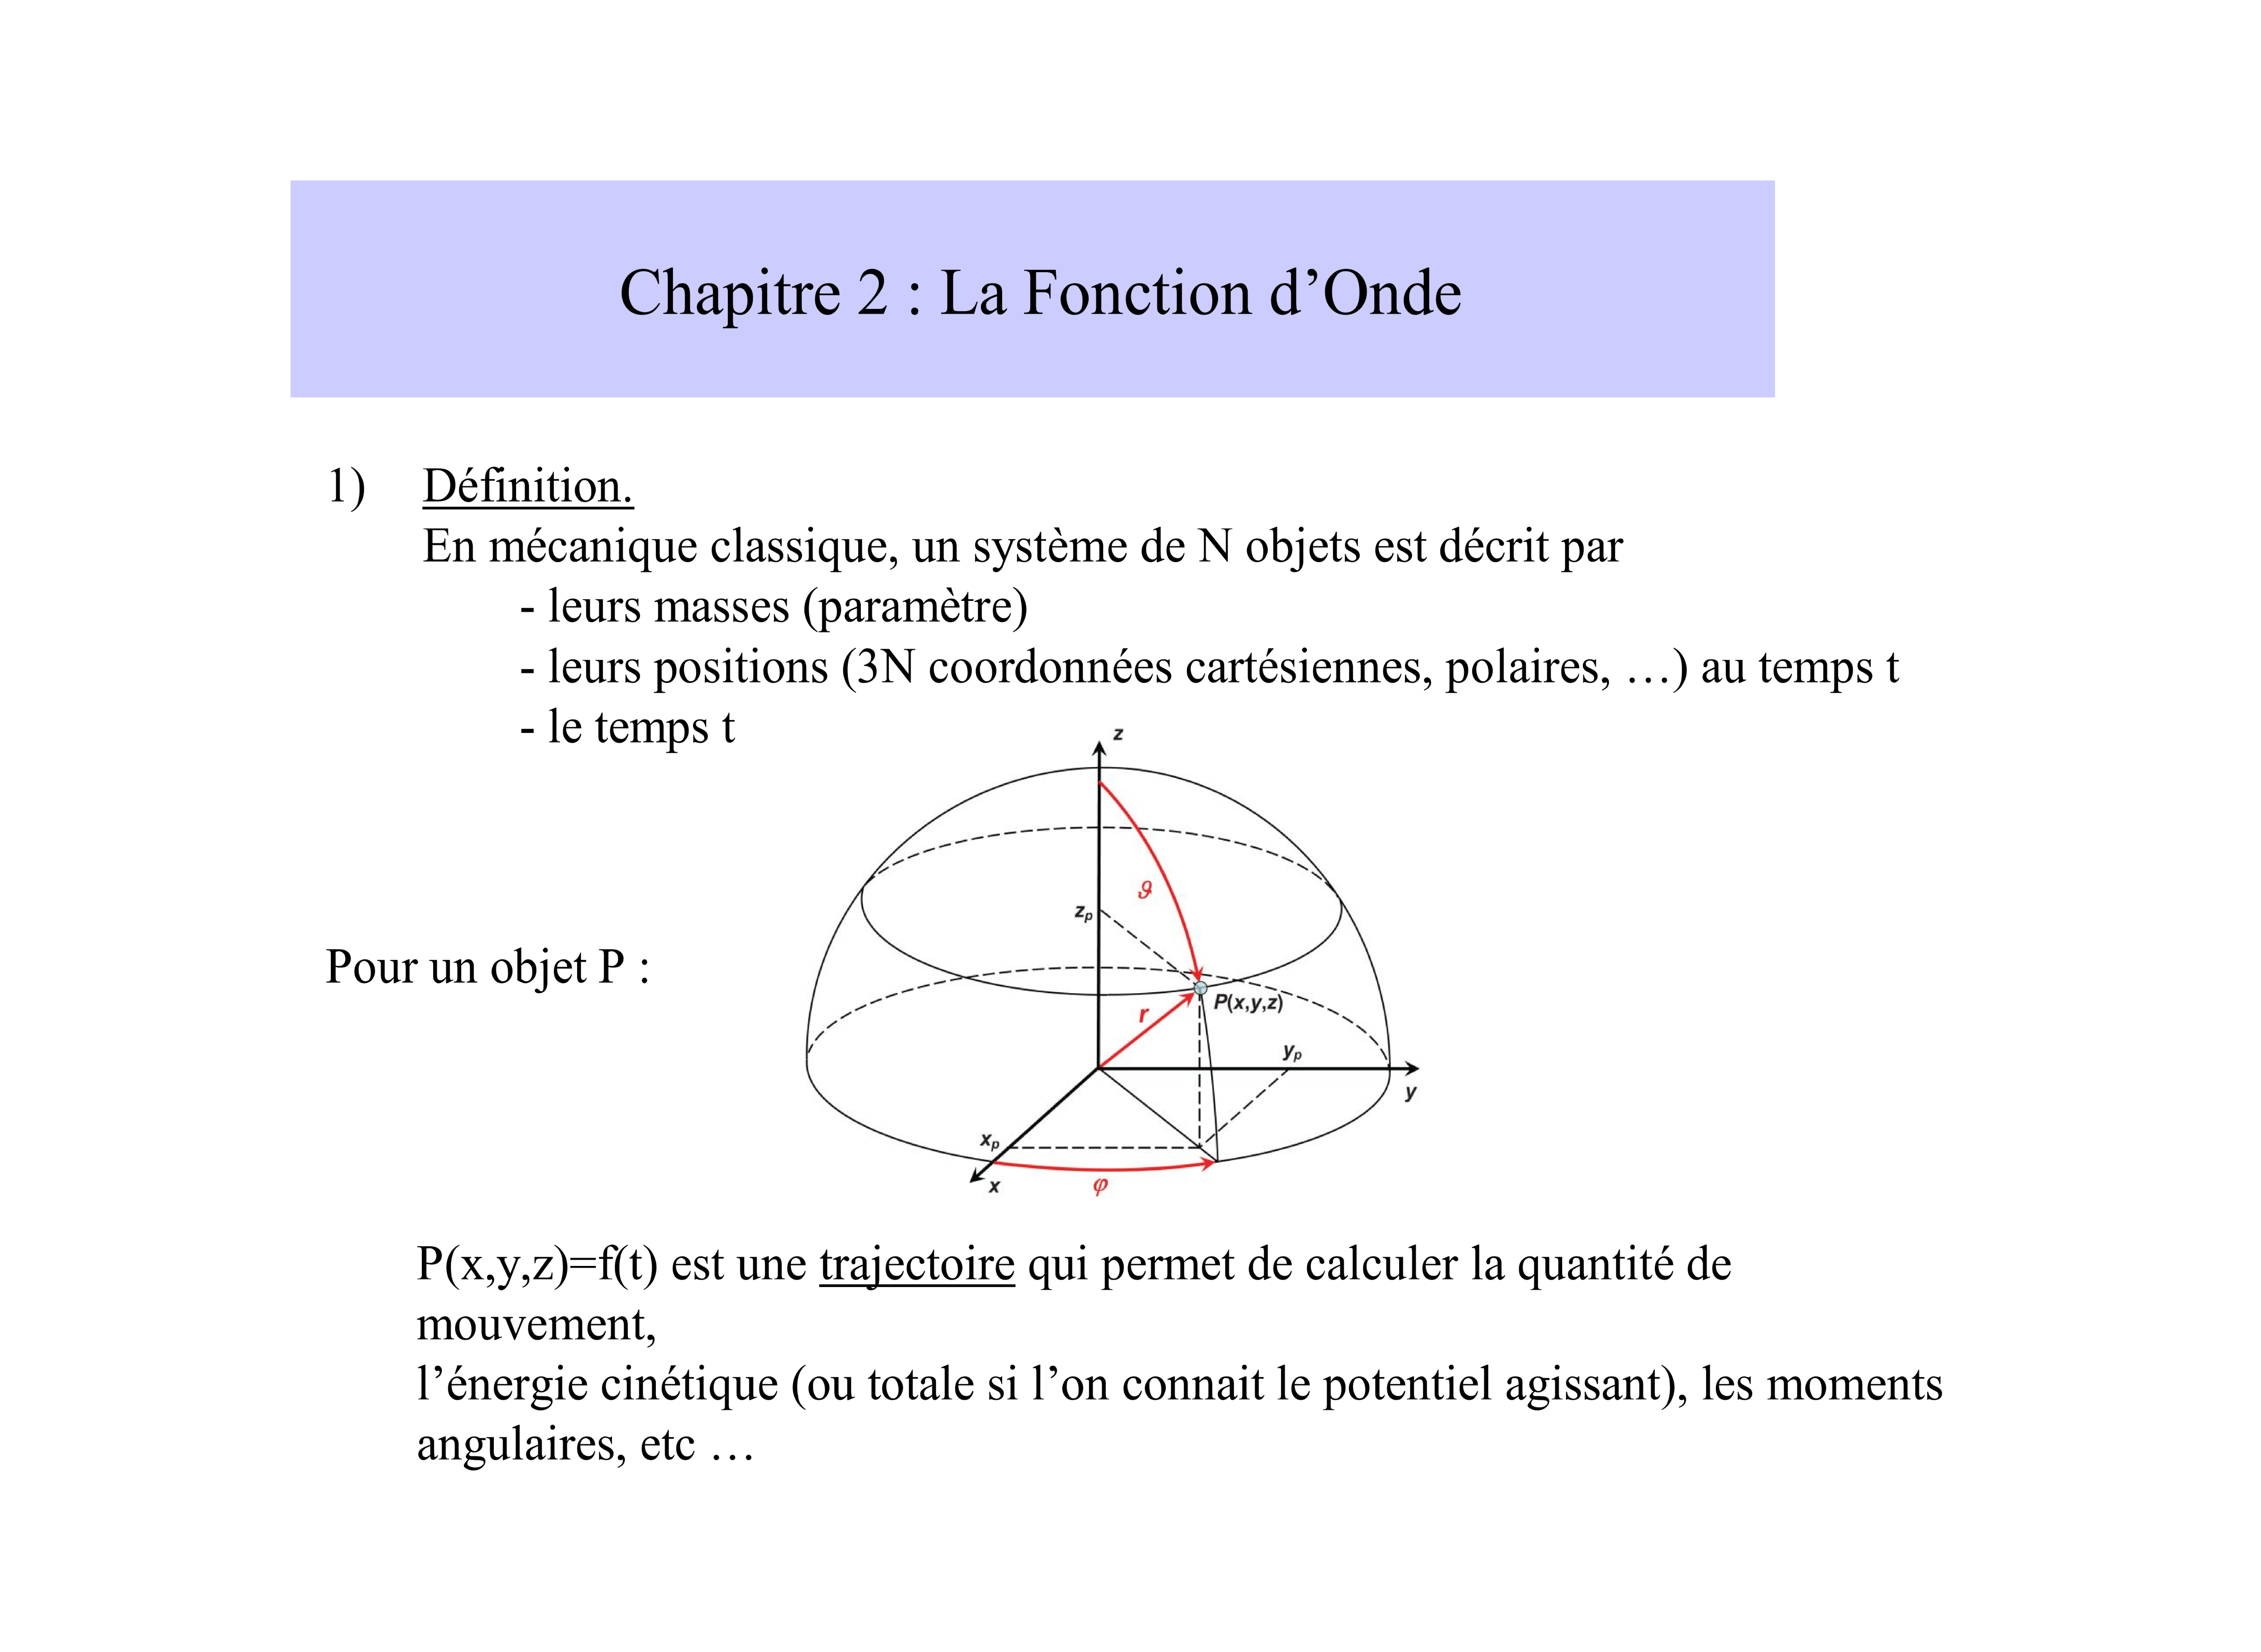 Chapitre 2 : La Fonction d’Onde
1) Définition.
En mécanique classique, un système de N objets est décrit par
- leurs masses (paramètre)
- leurs positions (3N coordonnées cartésiennes, polaires, …) au temps t
- le temps t
z
ϑ
zp
Pour un objet P :
P(x,y,z)
r
yp
y
xp
x
φ
P(x,y,z)=f(t) est une trajectoire qui permet de calculer la quantité de
mouvement,
l’énergie cinétique (ou totale si l’on connait le potentiel agissant), les moments
angulaires, etc …